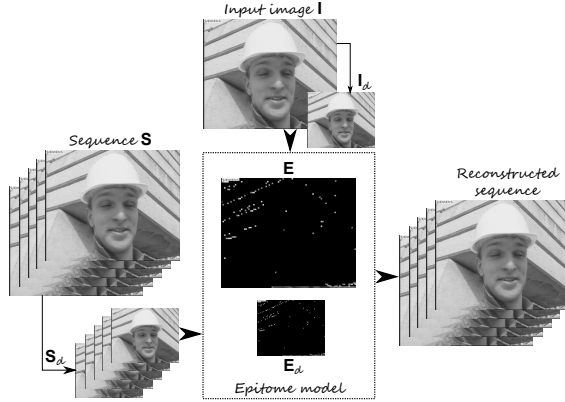 Input image I
I_d
Sequence S
E
Reconstructed
sequence
S_d
E_d
Epitome model